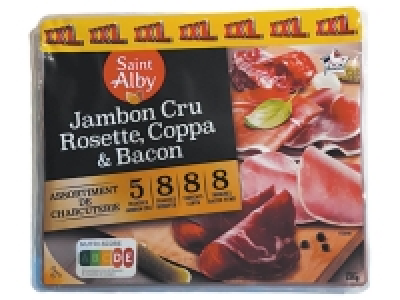 XXL XXL XXL XXL XXL XXL XXL
Saint
Alby
Jambon Cru
Rosette, Coppa
& Bacon
ASSORTIMENT
DE
CHARCUTERIE
5 8 8 8
NUTRI-SCORE
A B C D E